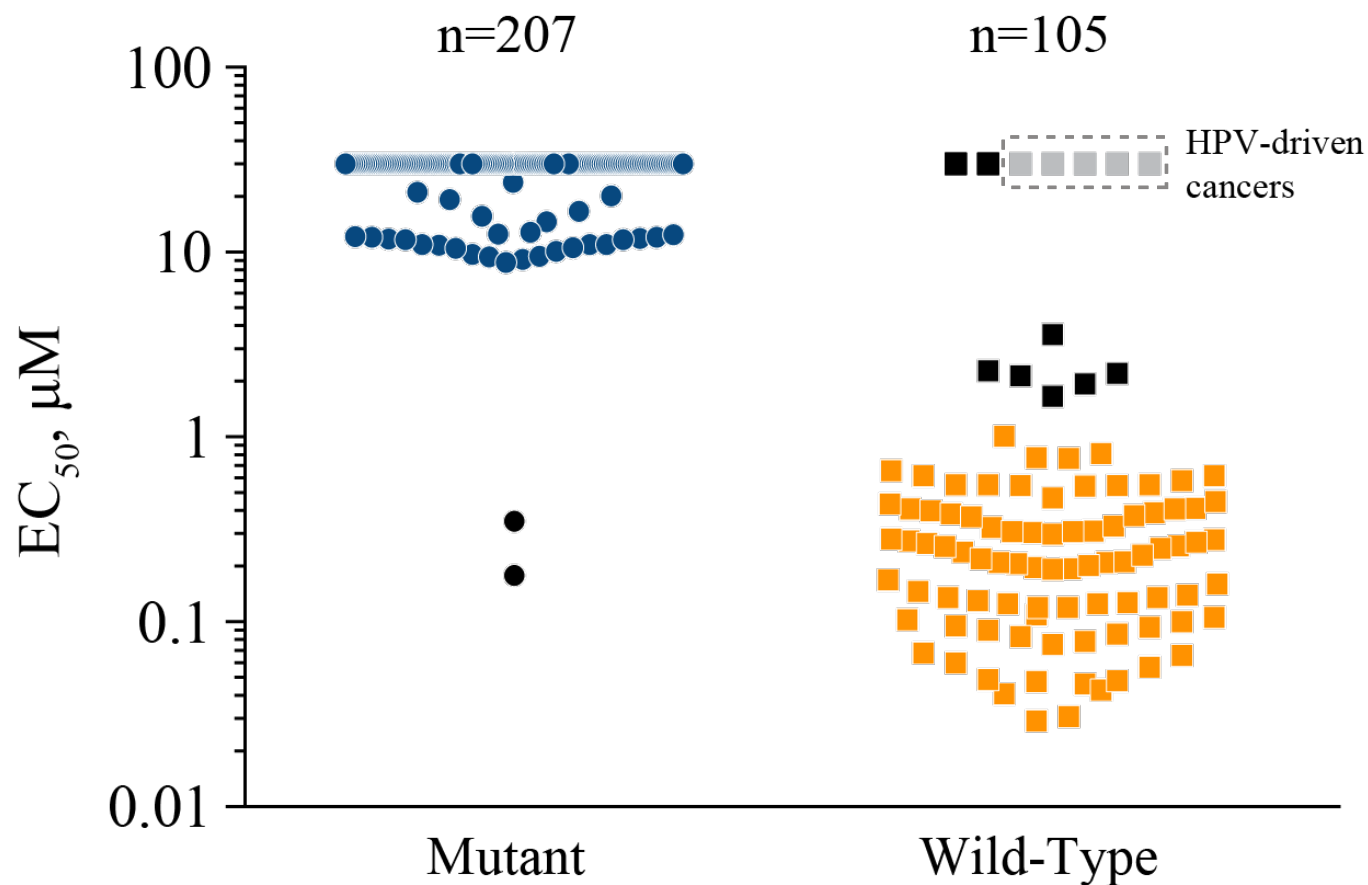 n=207
n=105
100
10
1
0.1
0.01
EC50, μM
HPV-driven
cancers
Mutant
Wild-Type